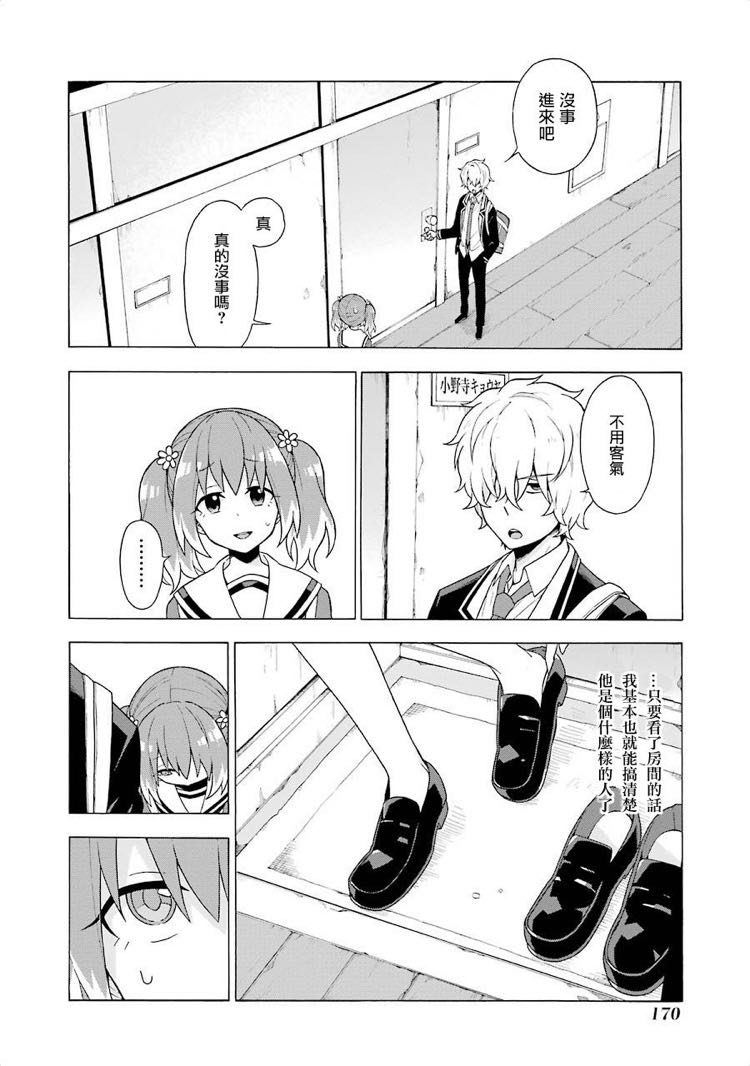 沒事
進來吧
真
真的沒事嗎？
小野寺キョウヤ
不用客氣
………
…只要看了房間的話
我基本也就能搞清楚
他是個什麼樣的人了
170